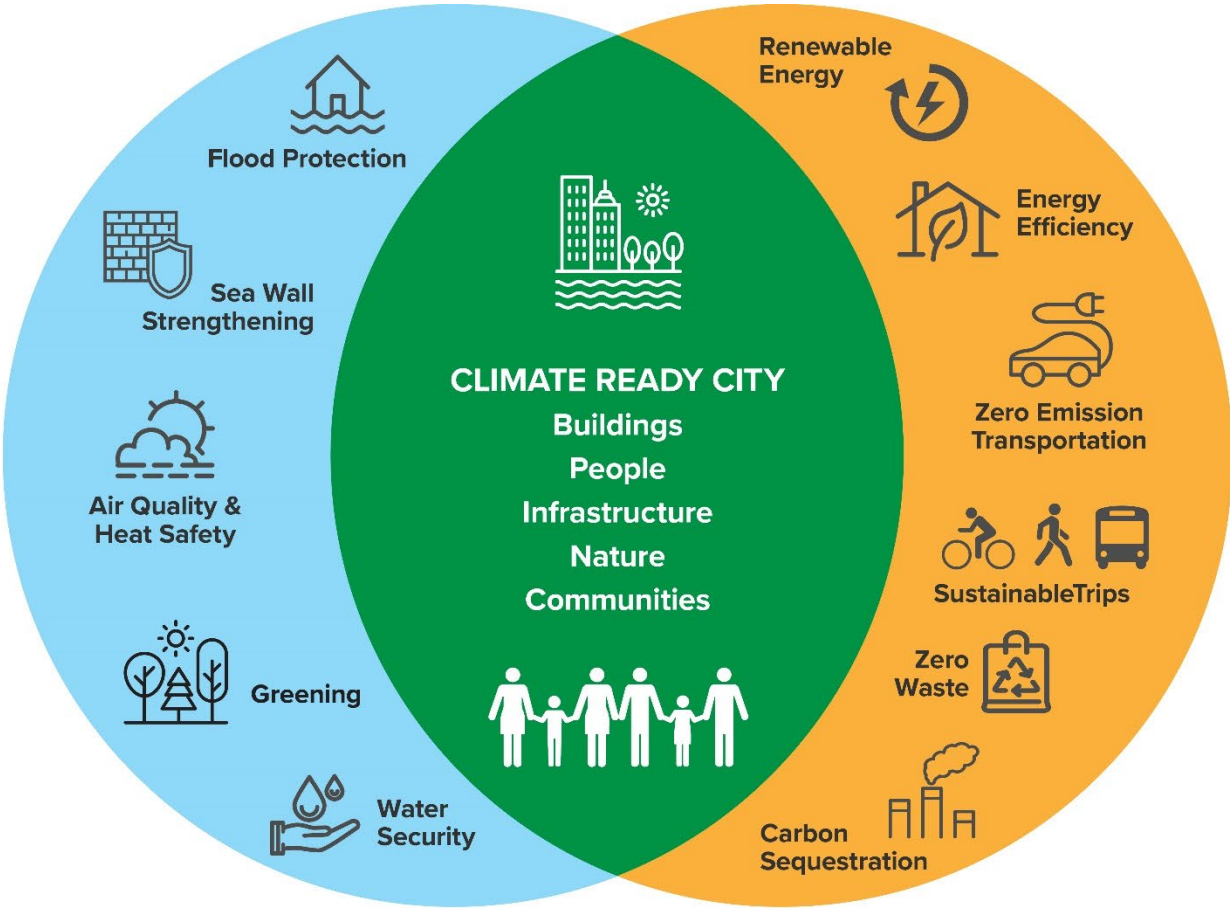 Flood Protection
Sea Wall
Strengthening
Air Quality &
Heat Safety
Greening
Water
Security
CLIMATE READY CITY
Buildings
People
Infrastructure
Nature
Communities
Renewable
Energy
Energy
Efficiency
Zero Emission
Transportation
SustainableTrips
Zero
Waste
Carbon
Sequestration